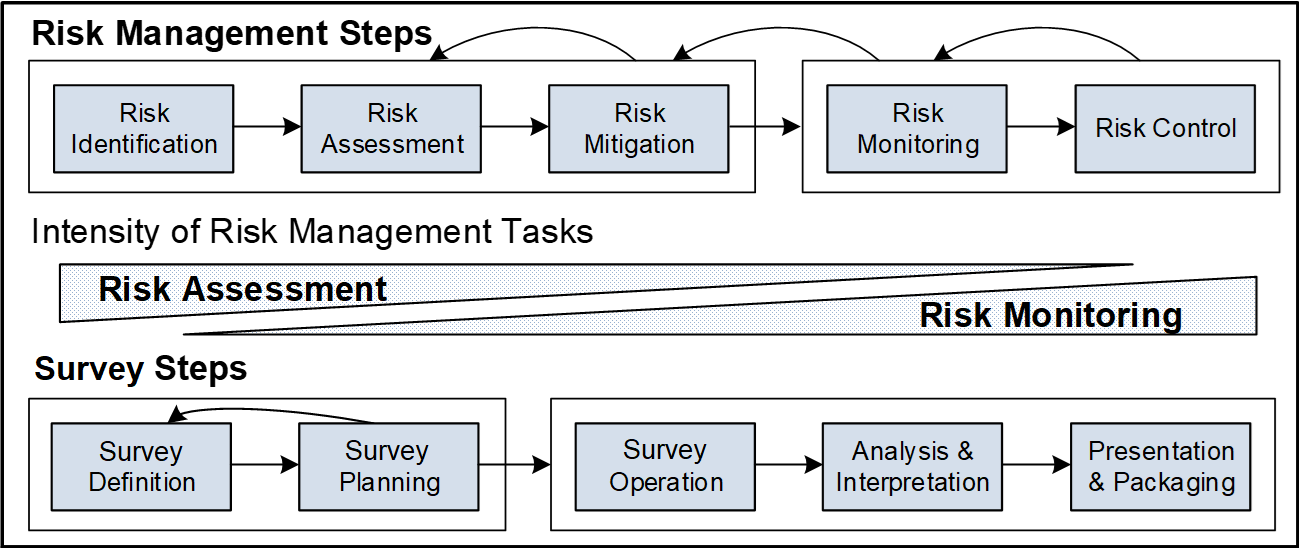 Risk Management Steps
Risk
Identification
Risk
Assessment
Risk
Mitigation
Risk
Monitoring
Risk Control
Intensity of Risk Management Tasks
Risk Assessment
Risk Monitoring
Survey Steps
Survey
Definition
Survey
Planning
Survey
Operation
Analysis &
Interpretation
Presentation
& Packaging